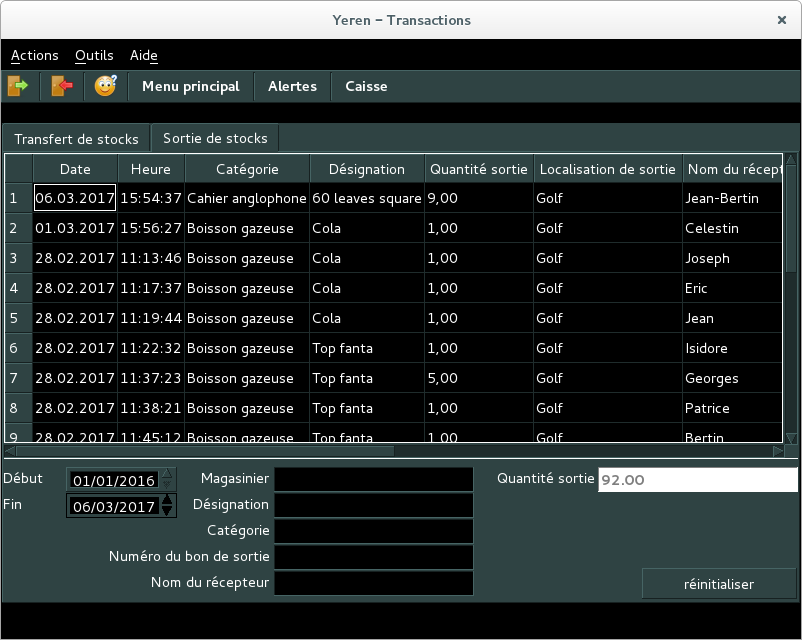 Yeren – Transactions
Actions Outils Aide
Menu principal Alertes Caisse
Transfert de stocks Sortie de stocks
Date Heure Catégorie Désignation Quantité sortie Localisation de sortie Nom du récept
1 06.03.2017 15:54:37 Cahier anglophone 60 leaves square 9,00 Golf Jean-Bertin
2 01.03.2017 15:56:27 Boisson gazeuse Cola 1,00 Golf Celestin
3 28.02.2017 11:13:46 Boisson gazeuse Cola 1,00 Golf Joseph
4 28.02.2017 11:17:37 Boisson gazeuse Cola 1,00 Golf Eric
5 28.02.2017 11:19:44 Boisson gazeuse Cola 1,00 Golf Jean
6 28.02.2017 11:22:32 Boisson gazeuse Top fanta 1,00 Golf Isidore
7 28.02.2017 11:37:23 Boisson gazeuse Top fanta 5,00 Golf Georges
8 28.02.2017 11:38:21 Boisson gazeuse Top fanta 1,00 Golf Patrice
9 28.02.2017 11:45:12 Boisson gazeuse Top fanta 1,00 Golf Bertin
Début 01/01/2016 Magasinier Quantité sortie 92.00
Fin 06/03/2017 Désignation
Catégorie
Numéro du bon de sortie
Nom du récepteur réinitialiser